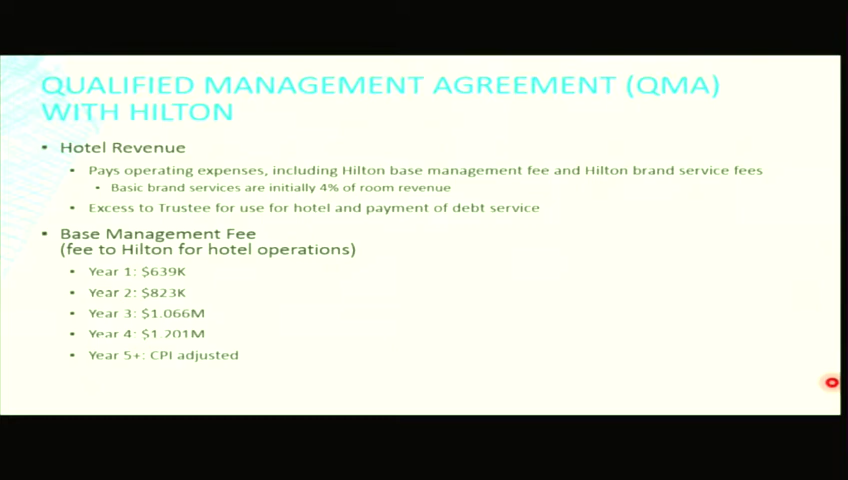 QUALIFIED MANAGEMENT AGREEMENT (QMA)
WITH HILTON
• Hotel Revenue
• Pays operating expenses, including Hilton base management fee and Hilton brand service fees
• Basic brand services are initially 4% of room revenue
• Excess to Trustee for use for hotel and payment of debt service
• Base Management Fee
(fee to Hilton for hotel operations)
• Year 1: $639K
• Year 2: $823K
• Year 3: $1.066M
• Year 4: $1.201M
• Year 5+: CPI adjusted